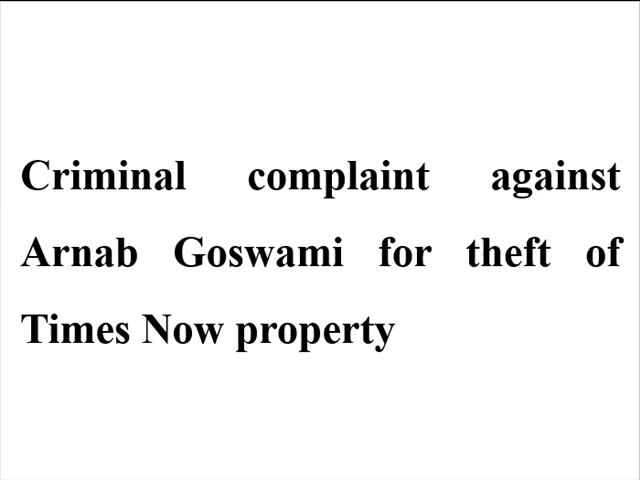 Criminal complaint against
Arnab Goswami for theft of
Times Now property